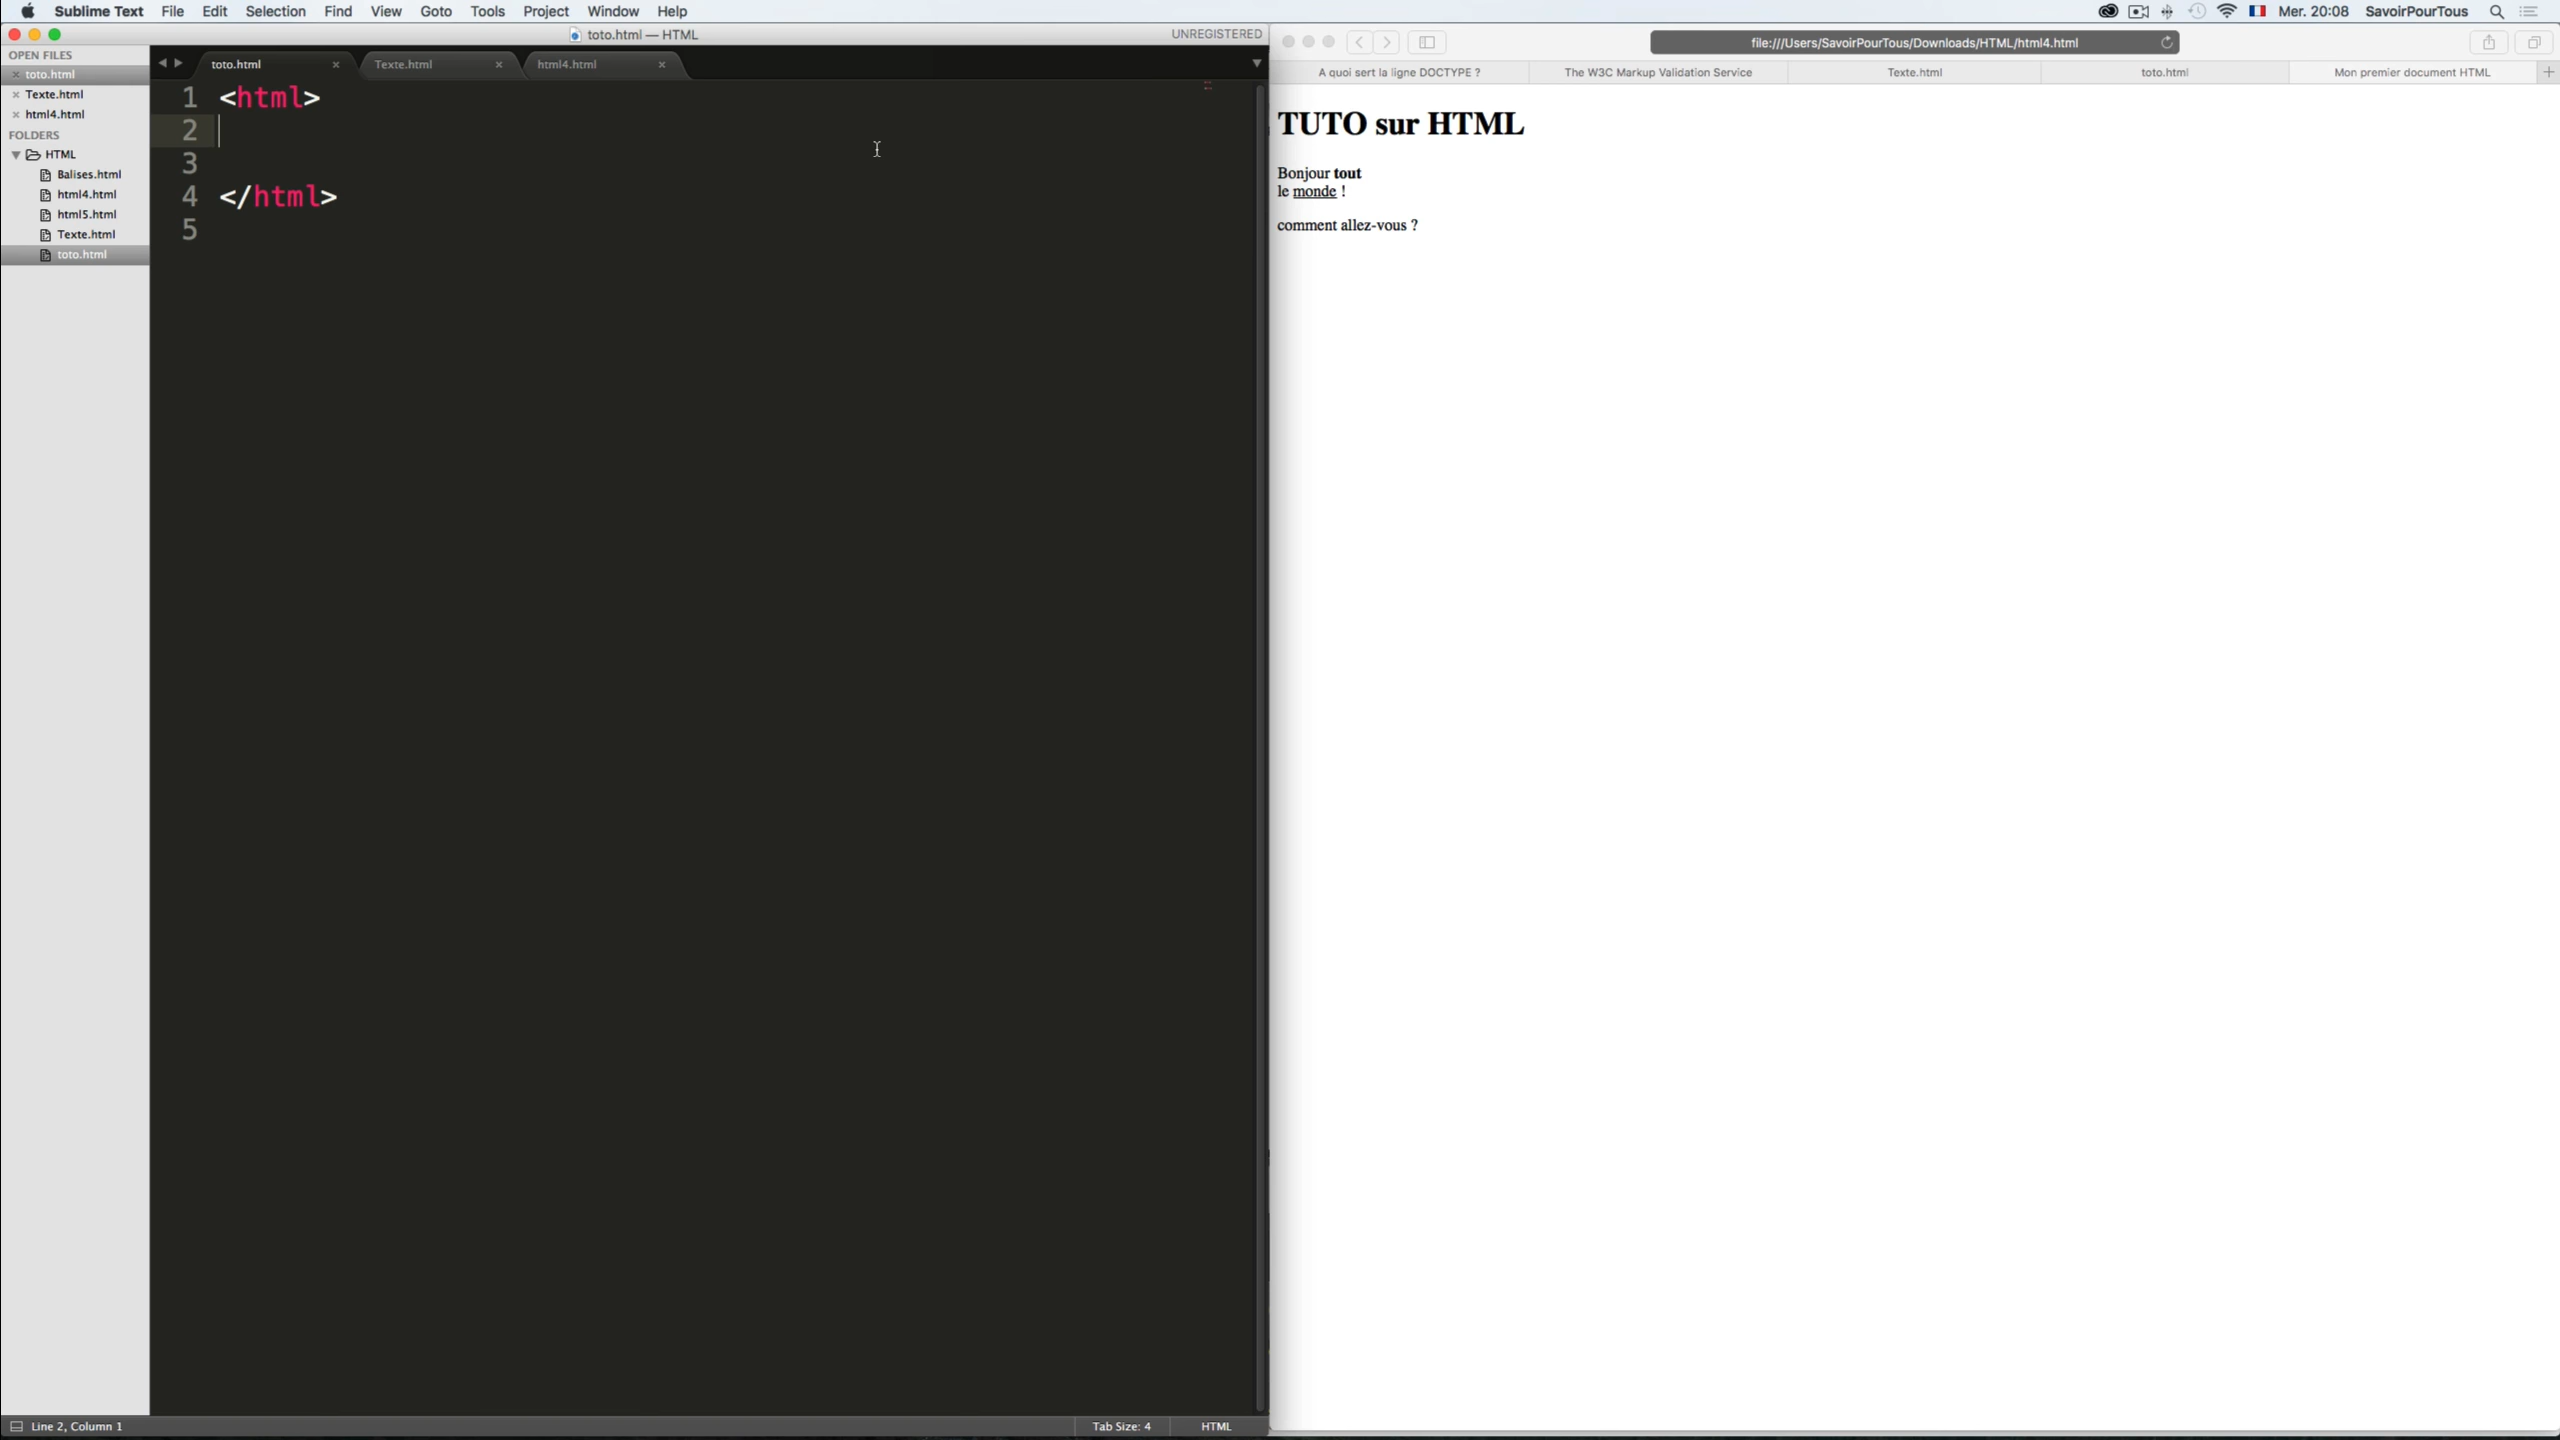 Sublime Text File Edit Selection Find View Goto Tools Project Window Help
Mer. 20:08 SavoirPourTous
toto.html — HTML
UNREGISTERED
OPEN FILES
toto.html
Texte.html
html4.html
FOLDERS
HTML
Balises.html
html4.html
html5.html
Texte.html
toto.html
toto.html Texte.html html4.html
1 <html>
2
3
4 </html>
5
Line 2, Column 1
Tab Size: 4 HTML
file:///Users/SavoirPourTous/Downloads/HTML/html4.html
A quoi sert la ligne DOCTYPE ? The W3C Markup Validation Service Texte.html toto.html Mon premier document HTML
TUTO sur HTML
Bonjour tout
le monde !
comment allez-vous ?